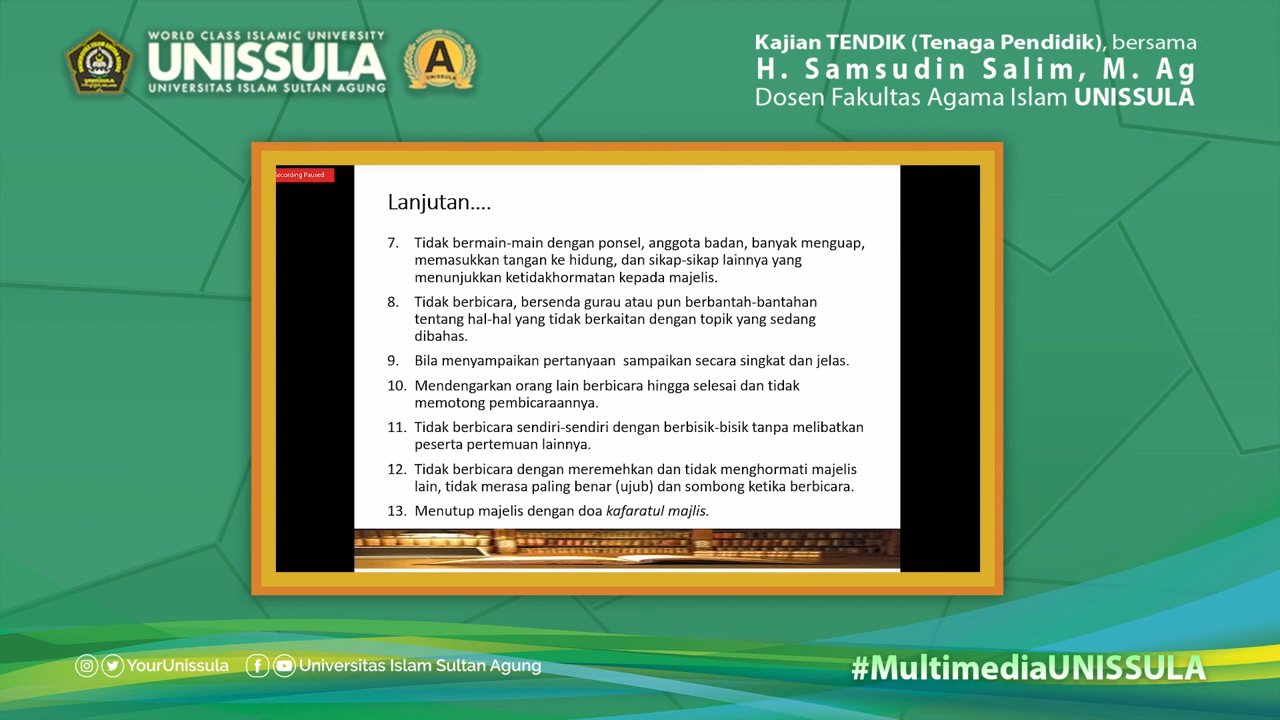 WORLD CLASS ISLAMIC UNIVERSITY
UNISSULA
UNIVERSITAS ISLAM SULTAN AGUNG
A
UNISSULA
Kajian TENDIK (Tenaga Pendidik), bersama
H. Samsudin Salim, M. Ag
Dosen Fakultas Agama Islam UNISSULA
ecording Paused
Lanjutan....
7. Tidak bermain-main dengan ponsel, anggota badan, banyak menguap,
memasukkan tangan ke hidung, dan sikap-sikap lainnya yang
menunjukkan ketidakhormatan kepada majelis.
8. Tidak berbicara, bersenda gurau atau pun berbantah-bantahan
tentang hal-hal yang tidak berkaitan dengan topik yang sedang
dibahas.
9. Bila menyampaikan pertanyaan sampaikan secara singkat dan jelas.
10. Mendengarkan orang lain berbicara hingga selesai dan tidak
memotong pembicaraannya.
11. Tidak berbicara sendiri-sendiri dengan berbisik-bisik tanpa melibatkan
peserta pertemuan lainnya.
12. Tidak berbicara dengan meremehkan dan tidak menghormati majelis
lain, tidak merasa paling benar (ujub) dan sombong ketika berbicara.
13. Menutup majelis dengan doa kafaratul majlis.
YourUnissula
Universitas Islam Sultan Agung
#MultimediaUNISSULA